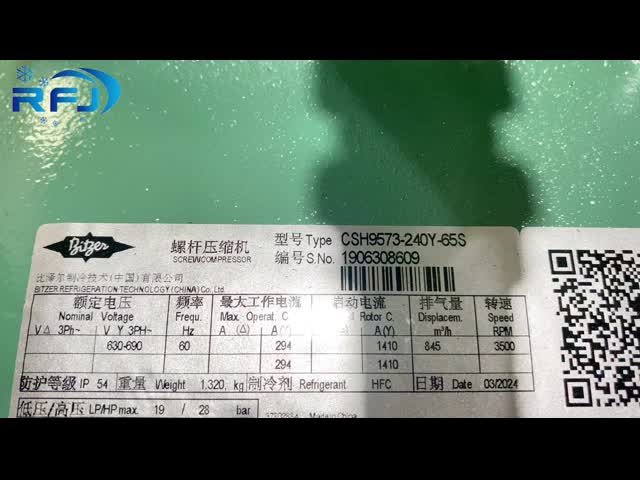 RFJ
Bitzer
螺杆压缩机
SCREWCOMPRESSOR
型号 Type CSH9573-240Y-65S
编号 S.No. 1906308609
比泽尔制冷技术(中国)有限公司
BITZER REFRIGERATION TECHNOLOGY (CHINA) Co., Ltd.
额定电压 频率 最大工作电流 启动电流 排气量 转速
Nominal Voltage Frequ. Max. Operat. C. Rotor C. Displacem. Speed
V△ 3Ph~ V Y 3PH~ Hz A (△) A (Y) A (Y) m³/h RPM
630-690 60 294 1410 845 3500
294 1410
防护等级 IP 54 重量 Weight 1,320, kg 制冷剂 Refrigerant HFC 日期 Date 03/2024
低压/高压 LP/HP max. 19 / 28 bar Made in China